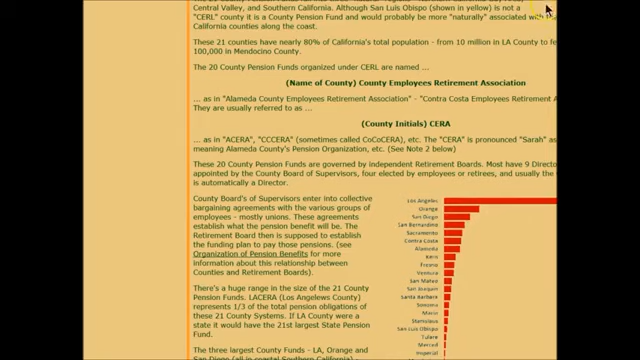 Central Valley, and Southern California. Although San Luis Obispo (shown in yellow) is not a
"CERL" county it is a County Pension Fund and would probably be more "naturally" associated with
California counties along the coast.
These 21 counties have nearly 80% of California's total population - from 10 million in LA County to
100,000 in Mendocino County.
The 20 County Pension Funds organized under CERL are named ...
(Name of County) County Employees Retirement Association
... as in "Alameda County Employees Retirement Association" - "Contra Costa Employees Retirement
They are usually referred to as ...
(County Initials) CERA
... as in "ACERA", "CCCERA" (sometimes called CoCoCERA), etc. The "CERA" is pronounced "Sarah" as
meaning Alameda County's Pension Organization, etc. (See Note 2 below)
These 20 County Pension Funds are governed by independent Retirement Boards. Most have 9
appointed by the County Board of Supervisors, four elected by employees or retirees, and usually the
is automatically a Director.
County Board's of Supervisors enter into collective
bargaining agreements with the various groups of
employees - mostly unions. These agreements
establish what the pension benefit will be. The
Retirement Board then is supposed to establish
the funding plan to pay those pensions. (see
Organization of Pension Benefits for more
information about this relationship between
Counties and Retirement Boards).
There's a huge range in the size of the 21 County
Pension Funds. LACERA (Los Angelews County)
represents 1/3 of the total pension obligations of
these 21 County Systems. If LA County were a
state it would have the 21st largest State Pension
Fund.
The three largest County Funds - LA, Orange and
San Diego (all in coastal Southern California) -
Los Angeles
Orange
San Diego
San Bernardino
Sacramento
Contra Costa
Alameda
Kern
Fresno
Ventura
San Mateo
San Joaquin
Santa Barbara
Sonoma
Marin
Stanislaus
San Luis Obispo
Tulare
Merced
Imperial